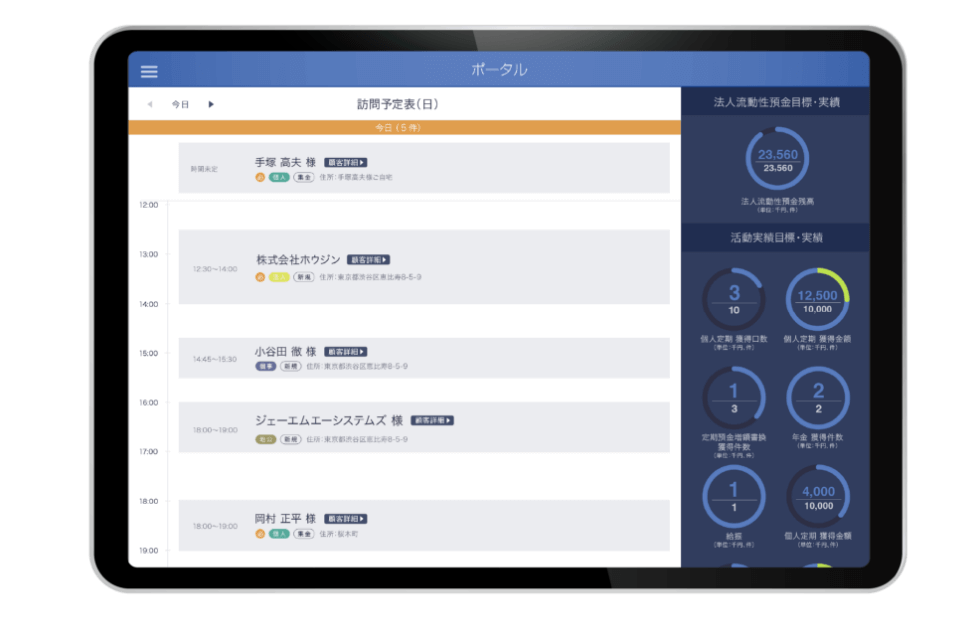 ポータル
今日
訪問予定表(日)
今日(5件)
時間未定
手塚 高夫 様 顧客詳細
個人 集金 住所:手塚高夫様ご自宅
12:00
13:00
12:30〜14:00
株式会社ホウジン 顧客詳細
法人 新規 住所:東京都渋谷区恵比寿8-5-9
14:00
15:00
14:45〜15:30
小谷田 徹 様 顧客詳細
新規 住所:東京都渋谷区恵比寿8-5-9
16:00
16:00〜19:00
ジェーエムエーシステムズ 様 顧客詳細
新規 住所:東京都渋谷区恵比寿8-5-9
17:00
18:00
18:00〜19:00
岡村 正平 様 顧客詳細
個人 集金 住所:桜本町
19:00
法人流動性預金目標・実績
23,560
23,560
法人流動性預金残高
(単位:千円,件)
活動実績目標・実績
3
10
個人定期 獲得口数
(単位:千円,件)
12,500
10,000
個人定期 獲得金額
(単位:千円,件)
1
3
定期預金増額書換
獲得件数
(単位:千円,件)
2
2
年金 獲得件数
(単位:千円,件)
1
1
給振
(単位:千円,件)
4,000
10,000
個人定期 獲得金額
(単位:千円,件)